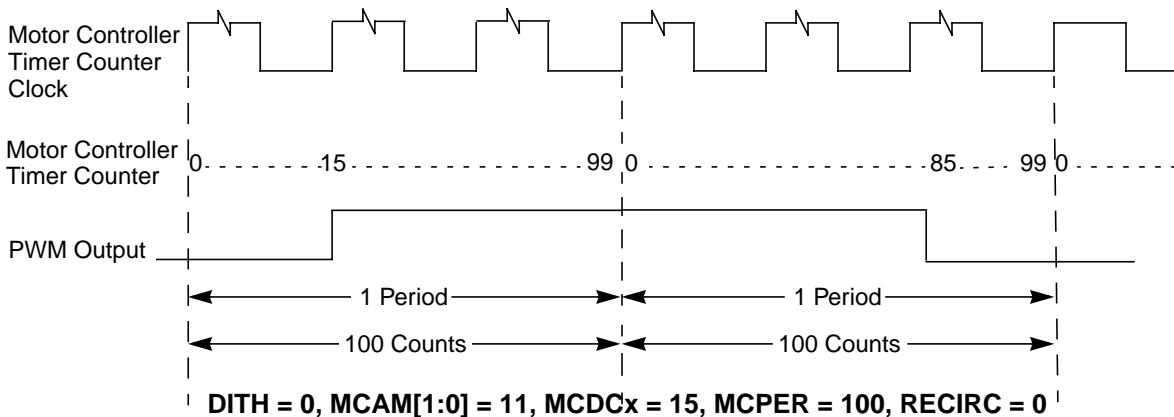 Motor Controller
Timer Counter
Clock
Motor Controller
Timer Counter
0 15 99 0 85 99 0
PWM Output
1 Period 1 Period
100 Counts 100 Counts
DITH = 0, MCAM[1:0] = 11, MCDCx = 15, MCPER = 100, RECIRC = 0